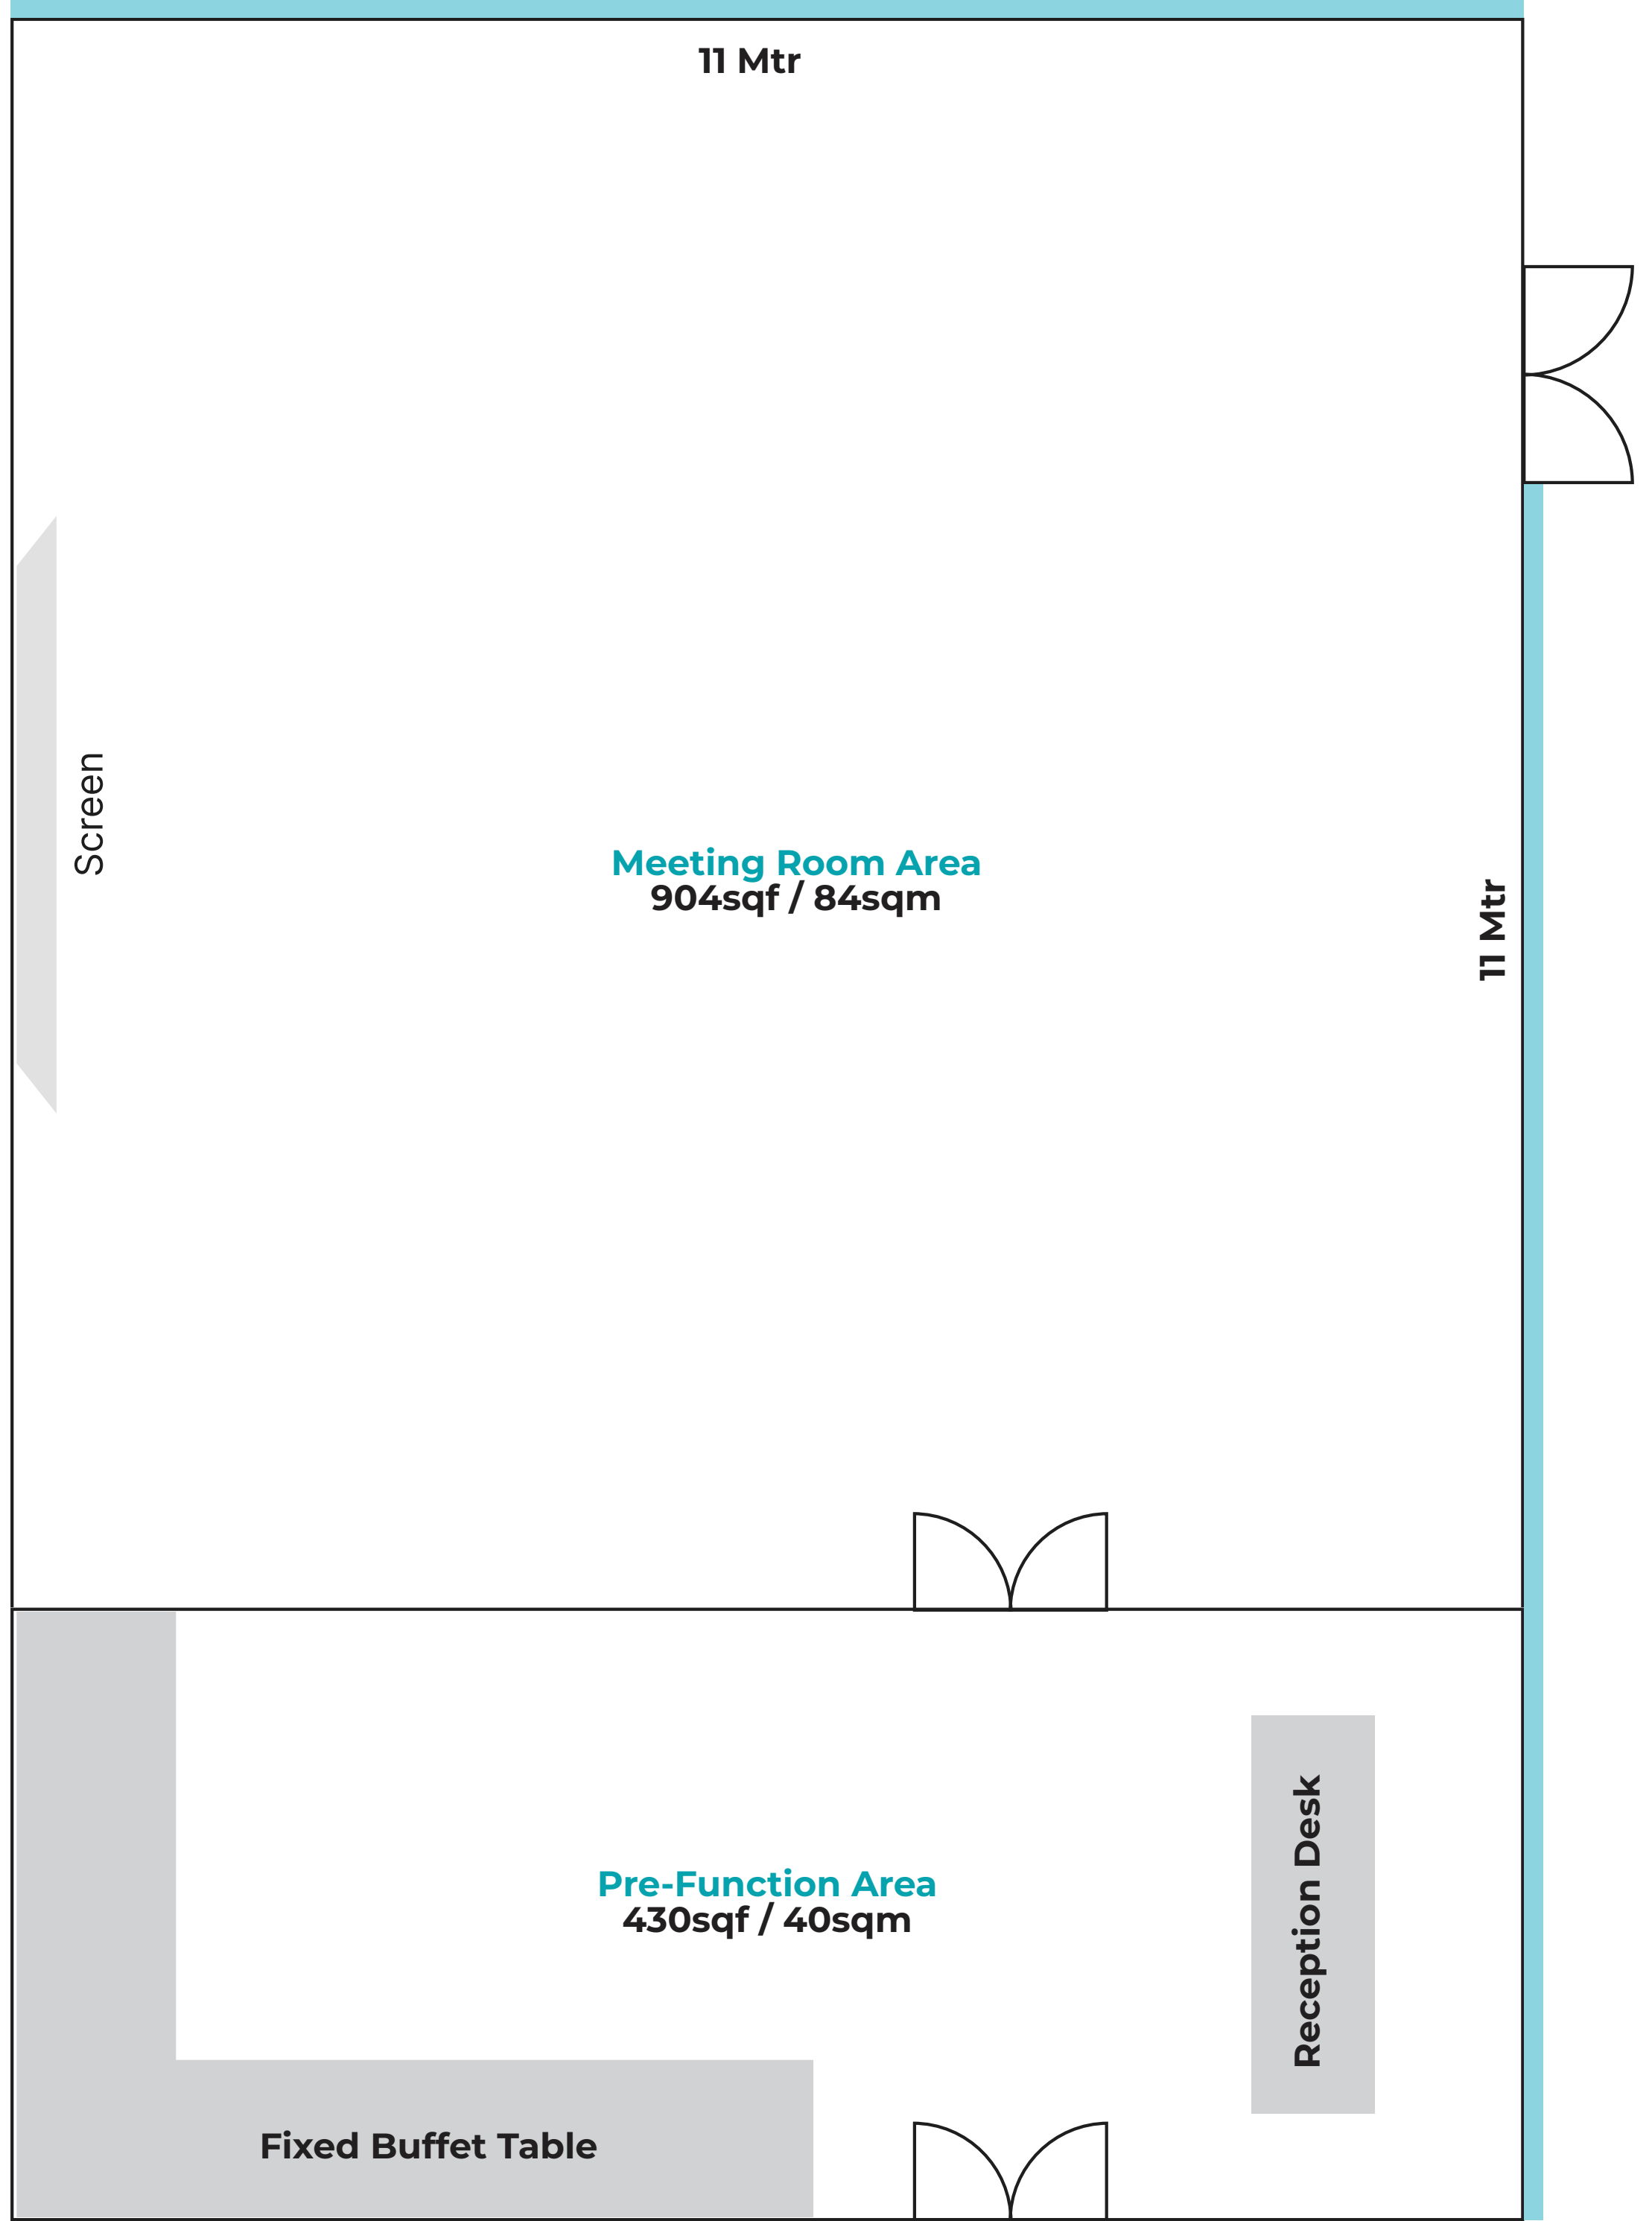 11 Mtr
Screen
Meeting Room Area
904sqf / 84sqm
11 Mtr
Pre-Function Area
430sqf / 40sqm
Reception Desk
Fixed Buffet Table